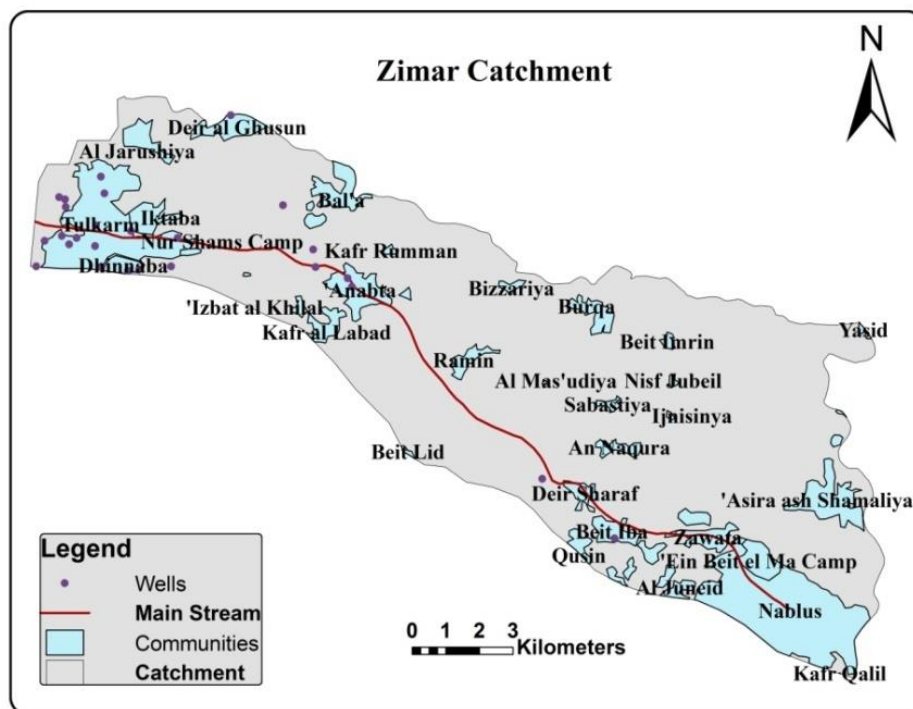 N
Zimar Catchment
Deir al Ghusun
Al Jarushiya
Bal'a
Iktaba
Tulkarm
Nur Shams Camp
Kafr Ramman
Dhinnaba
'Anabta
Bizzariya
'Izbat al Khilal
Burqa
Kafr al Labad
Yasid
Beit Imrin
Ramin
Al Mas'udiya
Nisf Jubeil
Sabastiya
Ijnisinya
Beit Lid
An Naqura
Deir Sharaf
'Asira ash Shamaliya
Beit Iba
Zawata
Qusin
'Ein Beit el Ma Camp
Al Juneid
Nablus
Kafr Qalil
Legend
Wells
Main Stream
Communities
Catchment
0 1 2 3
Kilometers